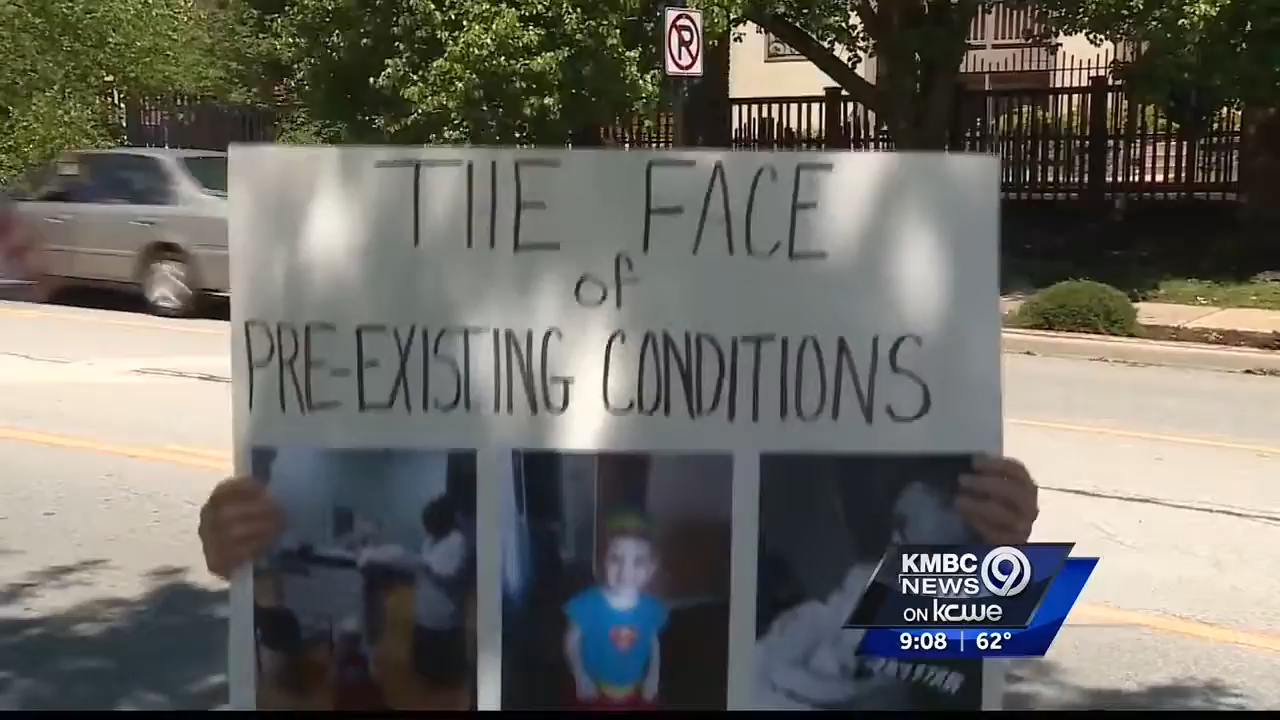 THE FACE
of
PRE-EXISTING CONDITIONS
KMBC
NEWS 9
ON kcwe
9:08 | 62°